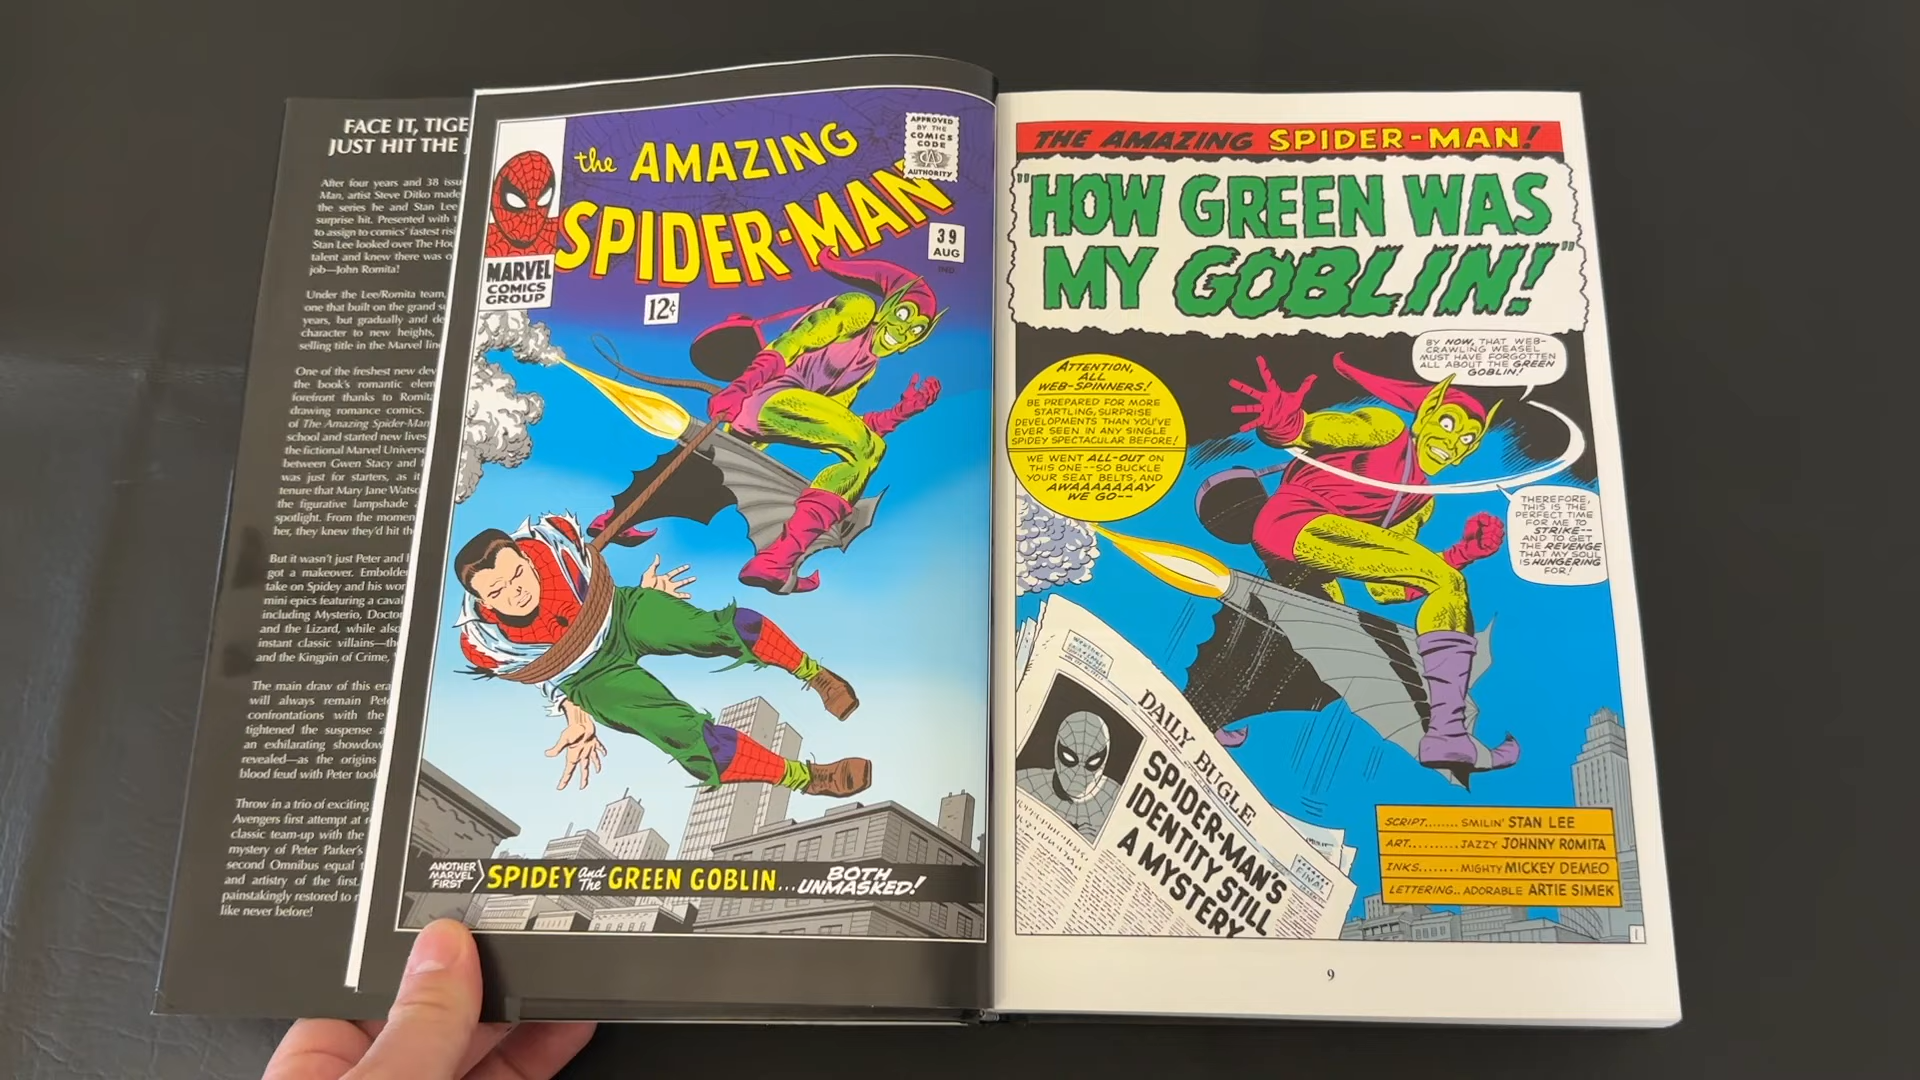 FACE IT, TIGE
JUST HIT THE
After four years and 38 issu
Man, artist Steve Ditko made
the series he and Stan Lee
surprise hit. Presented with
to assign to comics' fastest ris
Stan Lee looked over The Hou
talent and knew there was o
job—John Romita!
Under the Lee/Romita team,
one that built on the grand s
years, but gradually and de
character to new heights,
selling title in the Marvel lin
One of the freshest new dev
the book's romantic elem
forefront thanks to Romita
drawing romance comics.
of The Amazing Spider-Man
school and started new lives
the fictional Marvel Universe
between Gwen Stacy and
was just for starters, as it
tenure that Mary Jane Watso
the figurative lampshade
spotlight. From the momen
her, they knew they'd hit th
But it wasn't just Peter and
got a makeover. Embolde
take on Spidey and his wor
mini epics featuring a caval
including Mysterio, Docto
and the Lizard, while also
instant classic villains—th
and the Kingpin of Crime,
The main draw of this era
will always remain Pete
confrontations with the
tightened the suspense a
an exhilarating showdow
revealed—as the origins
blood feud with Peter took
Throw in a trio of exciting
Avengers first attempt at
classic team-up with the
mystery of Peter Parker's
second Omnibus equal
and artistry of the first,
painstakingly restored to
like never before!
the AMAZING
SPIDER-MAN
APPROVED
BY THE
COMICS
CODE
CA
AUTHORITY
MARVEL
COMICS
GROUP
12¢
39
AUG
IND.
ANOTHER
MARVEL
FIRST
SPIDEY and The GREEN GOBLIN...BOTH
UNMASKED!
THE AMAZING SPIDER-MAN!
"HOW GREEN WAS
MY GOBLIN!"
BY NOW, THAT WEB-
CRAWLING WEASEL
MUST HAVE FORGOTTEN
ALL ABOUT THE GREEN
GOBLIN!
ATTENTION,
ALL
WEB-SPINNERS!
BE PREPARED FOR MORE
STARTLING, SURPRISE
DEVELOPMENTS THAN YOU'VE
EVER SEEN IN ANY SINGLE
SPIDEY SPECTACULAR BEFORE!
WE WENT ALL-OUT ON
THIS ONE--SO BUCKLE
YOUR SEAT BELTS, AND
AWAAAAAAAY
WE GO--
THEREFORE,
THIS IS THE
PERFECT TIME
FOR ME TO
STRIKE--
AND TO GET
THE REVENGE
THAT MY SOUL
IS HUNGERING
FOR!
DAILY BUGLE
FINAL
SPIDER-MAN'S
IDENTITY STILL
A MYSTERY
SCRIPT........ SMILIN' STAN LEE
ART.......... JAZZY JOHNNY ROMITA
INKS........ MIGHTY MICKEY DEMEO
LETTERING.. ADORABLE ARTIE SIMEK
1
9